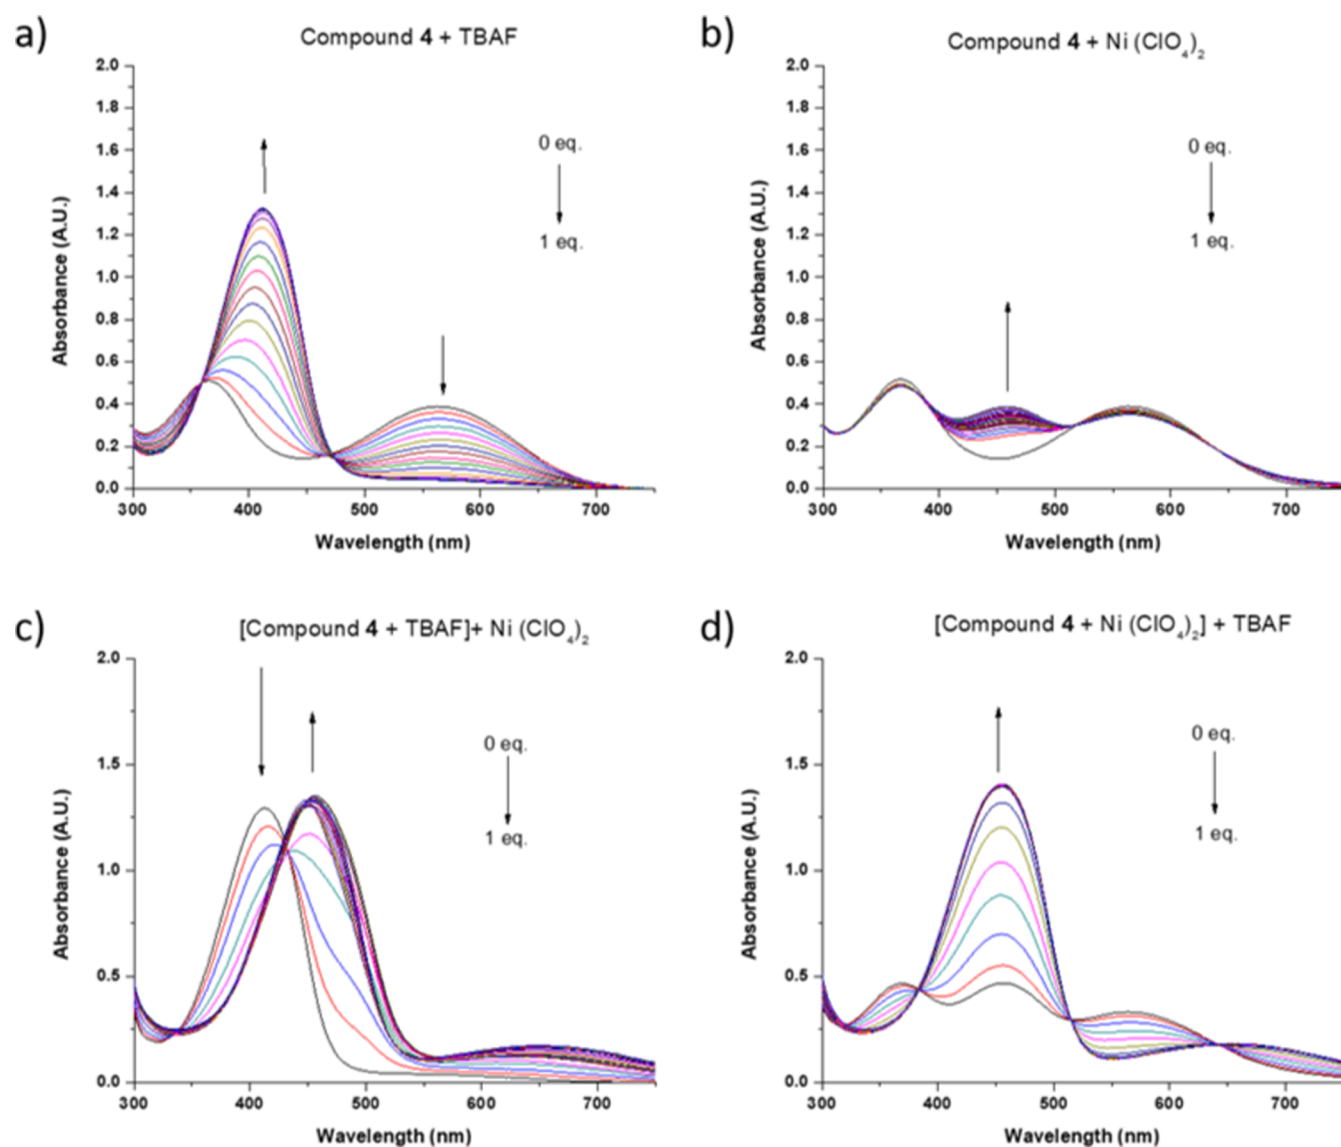 a)
Compound 4 + TBAF
2.0
1.8
1.6
1.4
1.2
1.0
0.8
0.6
0.4
0.2
0.0
Absorbance (A.U.)
0 eq.
1 eq.
300 400 500 600 700
Wavelength (nm)
b)
Compound 4 + Ni (ClO₄)₂
2.0
1.8
1.6
1.4
1.2
1.0
0.8
0.6
0.4
0.2
0.0
Absorbance (A.U.)
0 eq.
1 eq.
300 400 500 600 700
Wavelength (nm)
c)
[Compound 4 + TBAF]+ Ni (ClO₄)₂
2.0
1.5
1.0
0.5
0.0
Absorbance (A.U.)
0 eq.
1 eq.
300 400 500 600 700
Wavelength (nm)
d)
[Compound 4 + Ni (ClO₄)₂] + TBAF
2.0
1.5
1.0
0.5
0.0
Absorbance (A.U.)
0 eq.
1 eq.
300 400 500 600 700
Wavelength (nm)